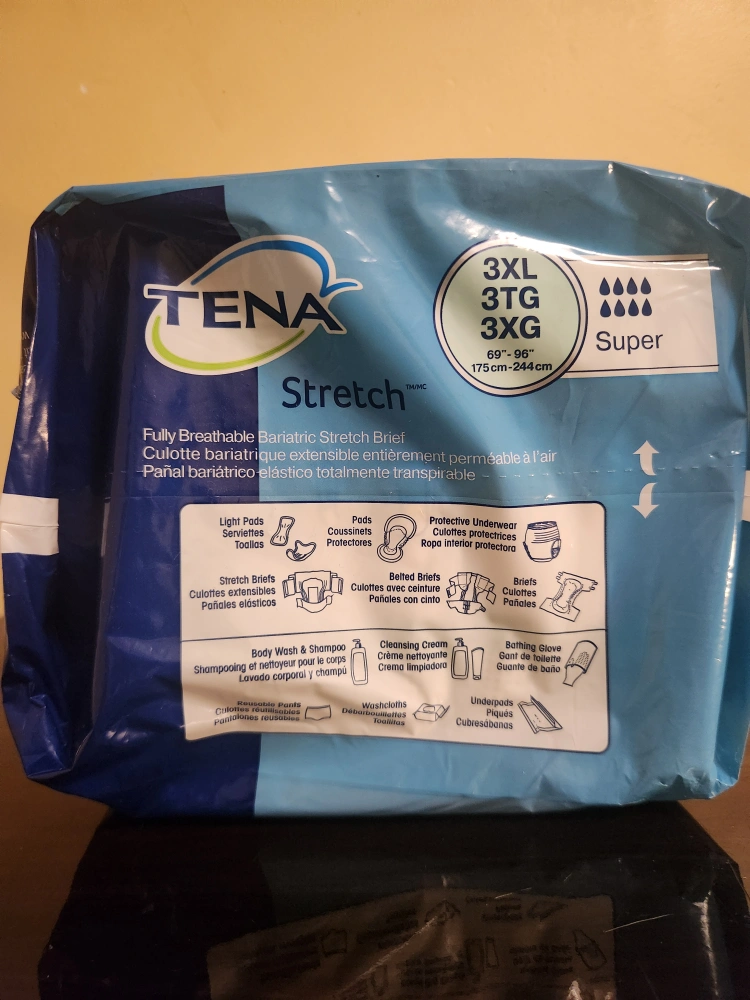 TENA
Stretch™/MC
3XL
3TG
3XG
69"- 96"
175cm-244cm
Super
Fully Breathable Bariatric Stretch Brief
Culotte bariatrique extensible entièrement perméable à l'air
Pañal bariátrico elástico totalmente transpirable
Light Pads
Serviettes
Toallas
Pads
Coussinets
Protectores
Protective Underwear
Culottes protectrices
Ropa interior protectora
Stretch Briefs
Culottes extensibles
Pañales elásticos
Belted Briefs
Culottes avec ceinture
Pañales con cinto
Briefs
Culottes
Pañales
Body Wash & Shampoo
Shampooing et nettoyeur pour le corps
Lavado corporal y champú
Cleansing Cream
Crème nettoyante
Crema limpiadora
Bathing Glove
Gant de toilette
Guante de baño
Reusable Pants
Culottes réutilisables
Pantalones reusables
Washcloths
Débarbouillettes
Toallitas
Underpads
Piqués
Cubresábanas